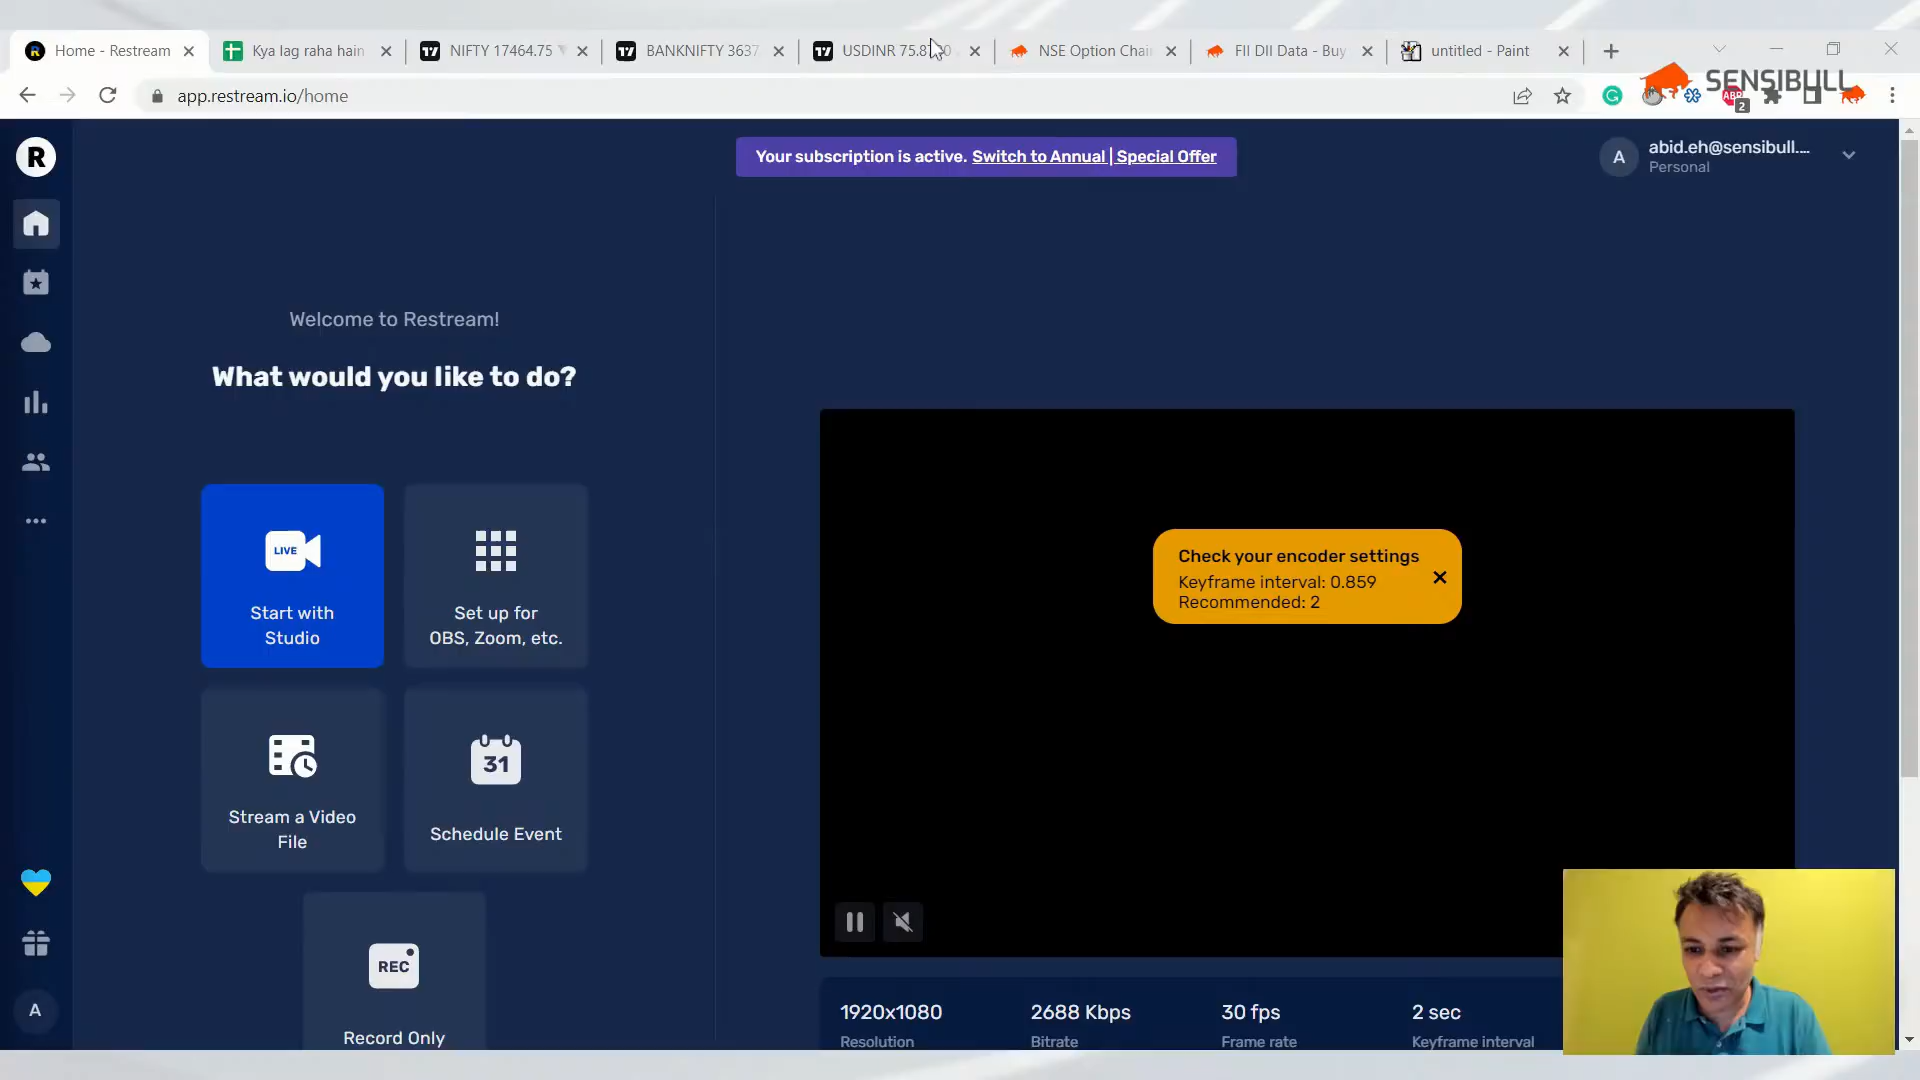 Home - Restream
Kya lag raha hain
NIFTY 17464.75
BANKNIFTY 3637
USDINR 75.8
NSE Option Chai
FII DII Data - Buy
untitled - Paint
SENSIBULL
app.restream.io/home
ABP
2
R
Your subscription is active. Switch to Annual | Special Offer
A
abid.eh@sensibull....
Personal
Welcome to Restream!
What would you like to do?
LIVE
Start with
Studio
Set up for
OBS, Zoom, etc.
Check your encoder settings
Keyframe interval: 0.859
Recommended: 2
Stream a Video
File
31
Schedule Event
REC
Record Only
A
1920x1080
Resolution
2688 Kbps
Bitrate
30 fps
Frame rate
2 sec
Keyframe interval